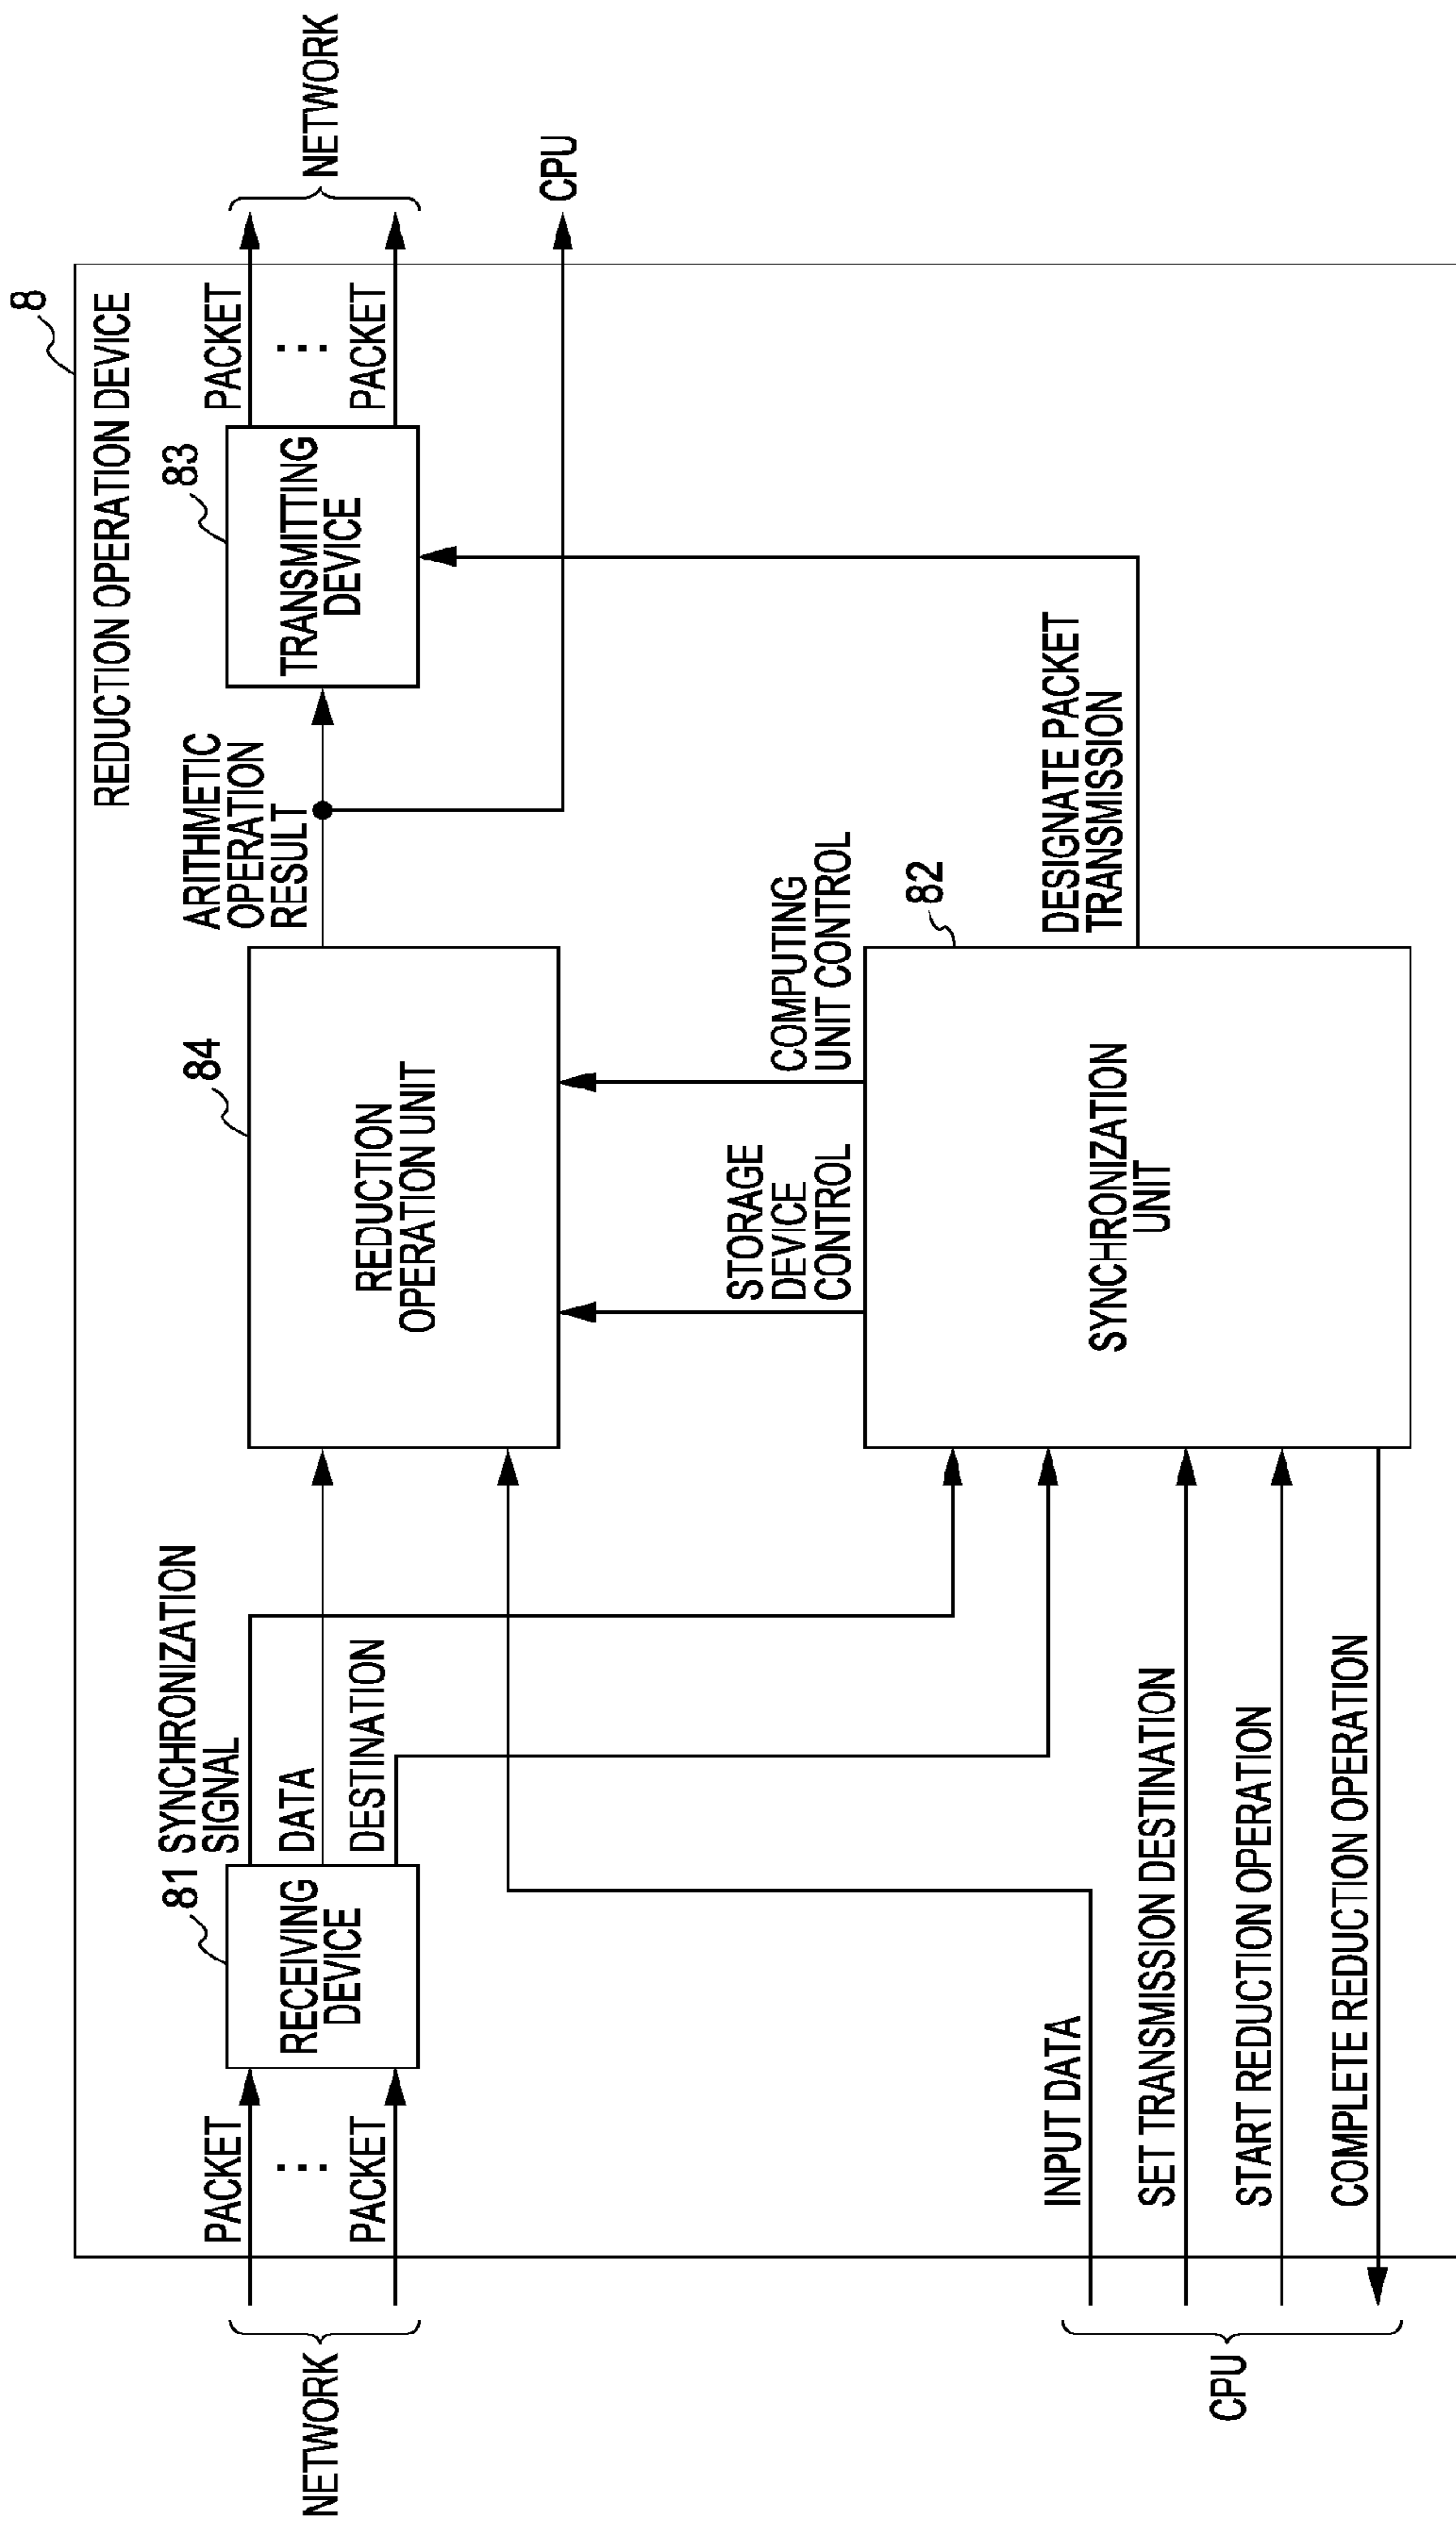 8
REDUCTION OPERATION DEVICE
NETWORK
PACKET
⋮
PACKET
81
RECEIVING
DEVICE
SYNCHRONIZATION
SIGNAL
DATA
DESTINATION
84
REDUCTION
OPERATION UNIT
ARITHMETIC
OPERATION
RESULT
83
TRANSMITTING
DEVICE
PACKET
⋮
PACKET
NETWORK
CPU
STORAGE
DEVICE
CONTROL
COMPUTING
UNIT CONTROL
82
SYNCHRONIZATION
UNIT
DESIGNATE PACKET
TRANSMISSION
CPU
INPUT DATA
SET TRANSMISSION DESTINATION
START REDUCTION OPERATION
COMPLETE REDUCTION OPERATION